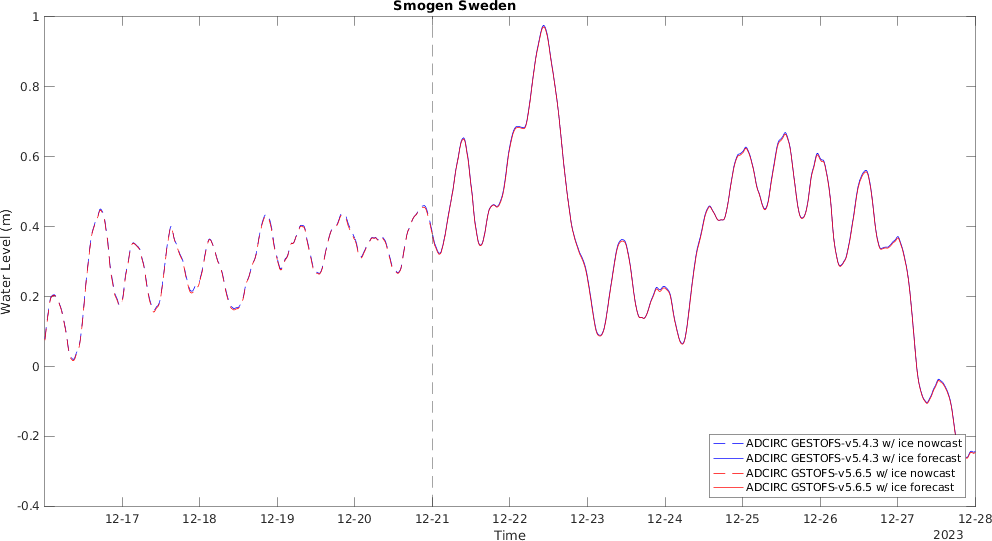 Smogen Sweden
1
0.8
0.6
0.4
0.2
0
-0.2
-0.4
Water Level (m)
ADCIRC GESTOFS-v5.4.3 w/ ice nowcast
ADCIRC GESTOFS-v5.4.3 w/ ice forecast
ADCIRC GSTOFS-v5.6.5 w/ ice nowcast
ADCIRC GSTOFS-v5.6.5 w/ ice forecast
12-17 12-18 12-19 12-20 12-21 12-22 12-23 12-24 12-25 12-26 12-27 12-28
Time
2023